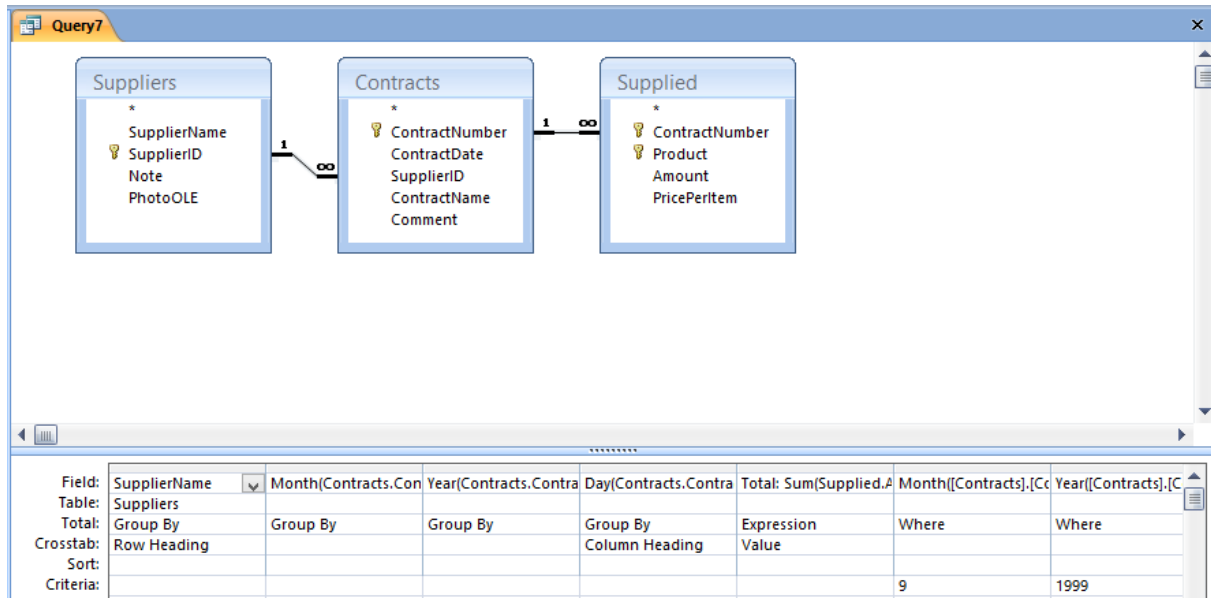 Query7
Suppliers Contracts Supplied
* * *
SupplierName ContractNumber ContractNumber
SupplierID ContractDate Product
Note SupplierID Amount
PhotoOLE ContractName PricePerItem
Comment
1 ∞ 1 ∞
Field: SupplierName Month(Contracts.Con Year(Contracts.Contra Day(Contracts.Contra Total: Sum(Supplied.A Month([Contracts].[Co Year([Contracts].[C
Table: Suppliers
Total: Group By Group By Group By Group By Expression Where Where
Crosstab: Row Heading Column Heading Value
Sort:
Criteria: 9 1999